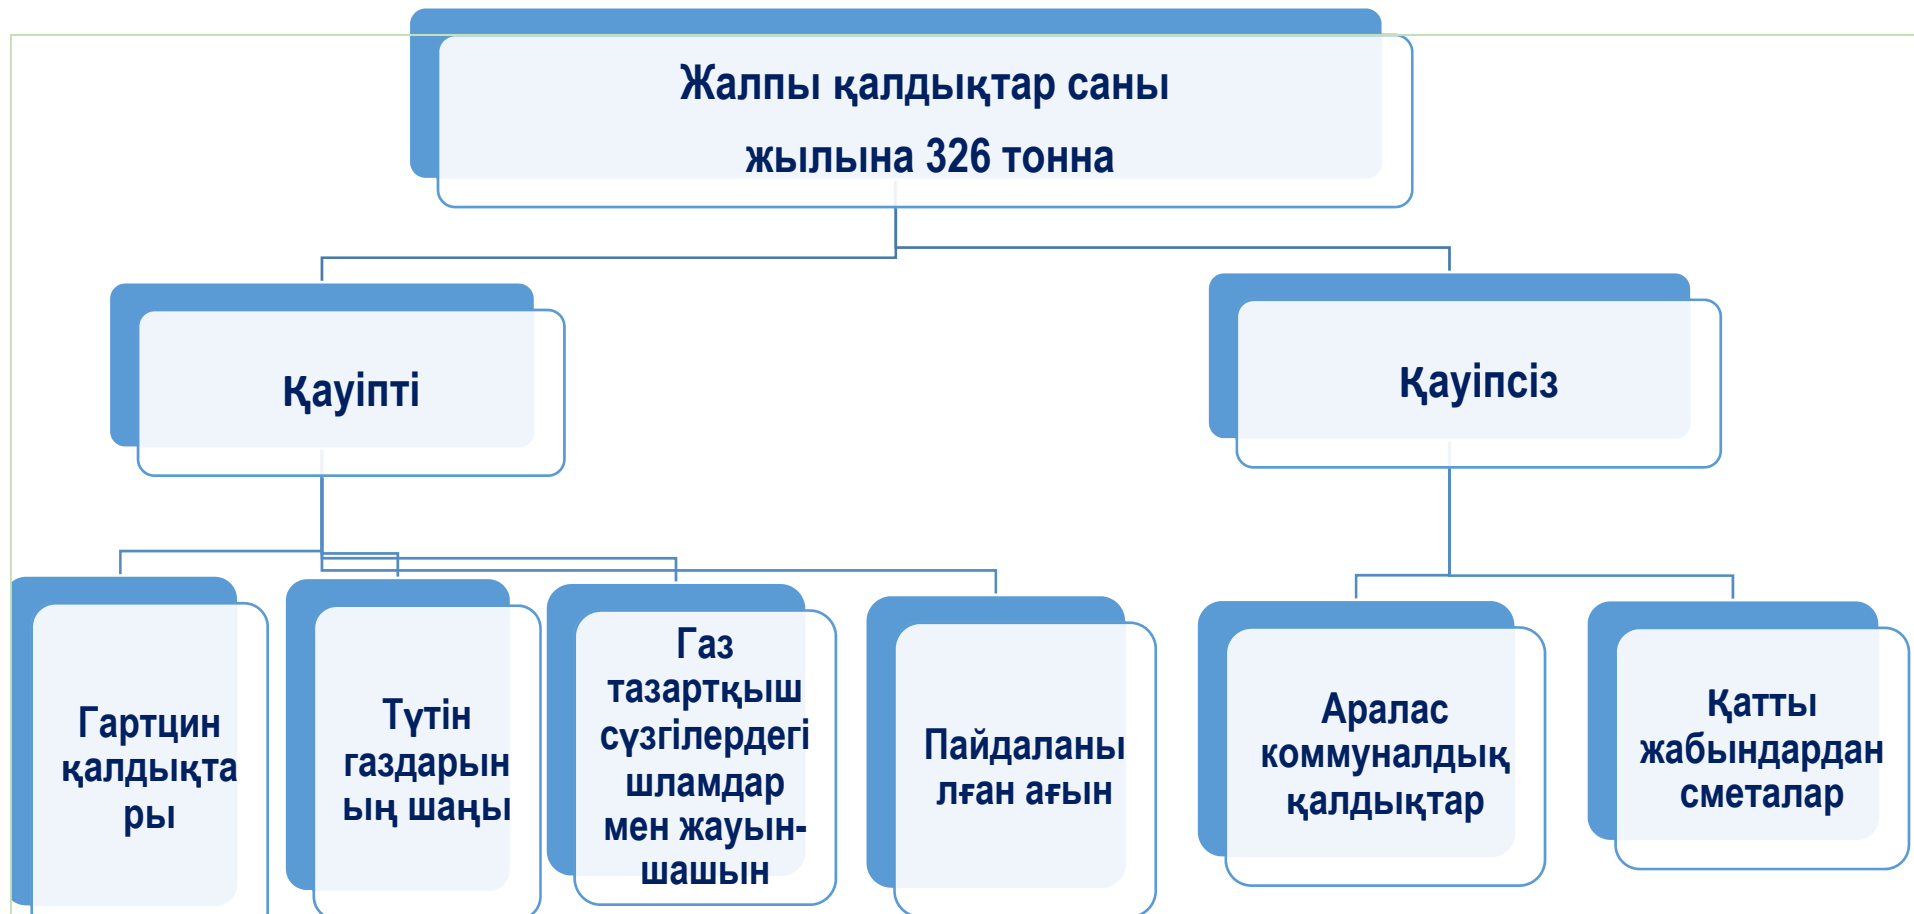 Жалпы қалдықтар саны
жылына 326 тонна
Қауіпті
Қауіпсіз
Гартцин
қалдықта
ры
Түтін
газдарын
ың шаңы
Газ
тазартқыш
сүзгілердегі
шламдар
мен жауын-
шашын
Пайдаланы
лған ағын
Аралас
коммуналдық
қалдықтар
Қатты
жабындардан
сметалар